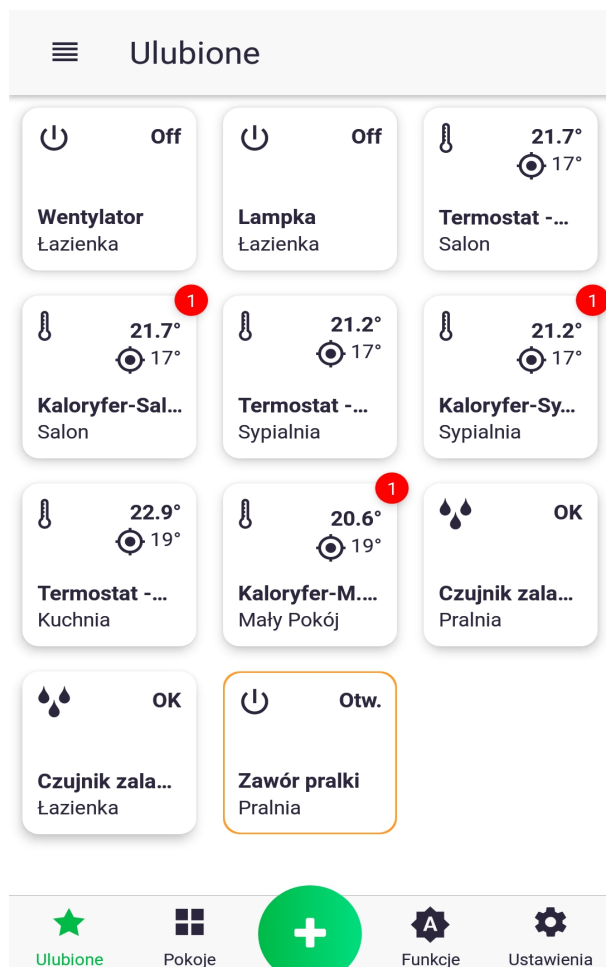 Ulubione
Off
Wentylator
Łazienka
Off
Lampka
Łazienka
21.7°
17°
Termostat -...
Salon
1
21.7°
17°
Kaloryfer-Sal...
Salon
21.2°
17°
Termostat -...
Sypialnia
1
21.2°
17°
Kaloryfer-Sy...
Sypialnia
22.9°
19°
Termostat -...
Kuchnia
1
20.6°
19°
Kaloryfer-M....
Mały Pokój
OK
Czujnik zala...
Pralnia
OK
Czujnik zala...
Łazienka
Otw.
Zawór pralki
Pralnia
Ulubione
Pokoje
A
Funkcje
Ustawienia